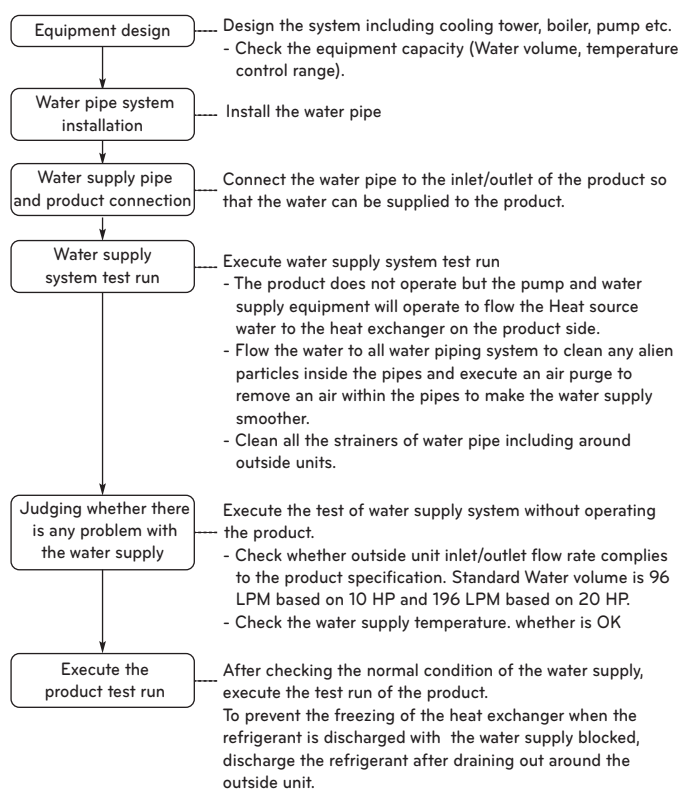 Equipment design
Design the system including cooling tower, boiler, pump etc.
- Check the equipment capacity (Water volume, temperature
control range).
Water pipe system
installation
Install the water pipe
Water supply pipe
and product connection
Connect the water pipe to the inlet/outlet of the product so
that the water can be supplied to the product.
Water supply
system test run
Execute water supply system test run
- The product does not operate but the pump and water
supply equipment will operate to flow the Heat source
water to the heat exchanger on the product side.
- Flow the water to all water piping system to clean any alien
particles inside the pipes and execute an air purge to
remove an air within the pipes to make the water supply
smoother.
- Clean all the strainers of water pipe including around
outside units.
Judging whether there
is any problem with
the water supply
Execute the test of water supply system without operating
the product.
- Check whether outside unit inlet/outlet flow rate complies
to the product specification. Standard Water volume is 96
LPM based on 10 HP and 196 LPM based on 20 HP.
- Check the water supply temperature. whether is OK
Execute the
product test run
After checking the normal condition of the water supply,
execute the test run of the product.
To prevent the freezing of the heat exchanger when the
refrigerant is discharged with the water supply blocked,
discharge the refrigerant after draining out around the
outside unit.